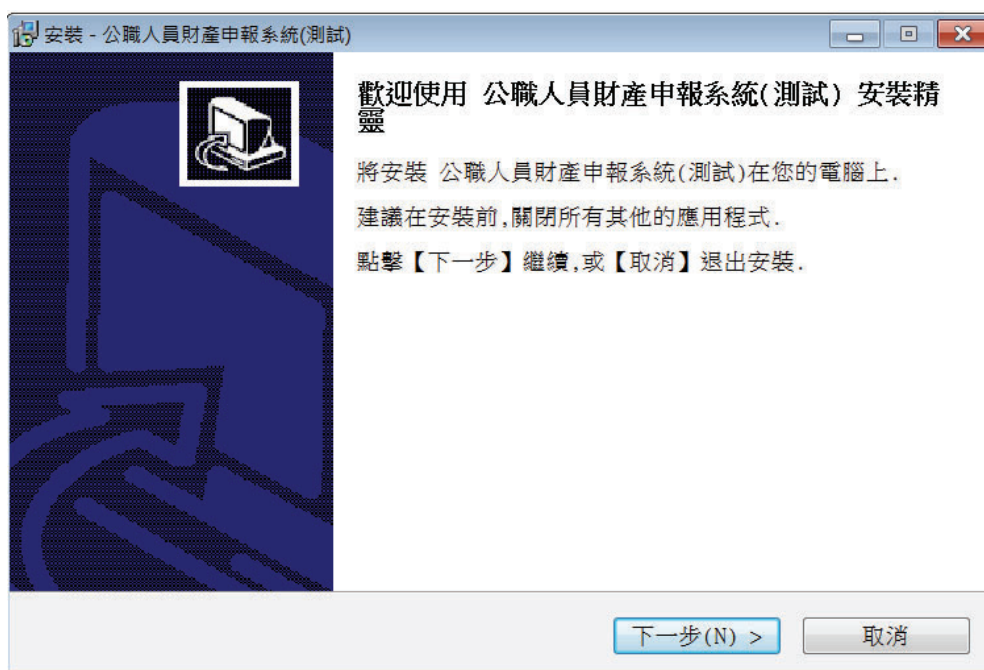 安裝 - 公職人員財產申報系統(測試)
歡迎使用 公職人員財產申報系統(測試) 安裝精
靈
將安裝 公職人員財產申報系統(測試)在您的電腦上.
建議在安裝前,關閉所有其他的應用程式.
點擊【下一步】繼續,或【取消】退出安裝.
下一步(N) >
取消